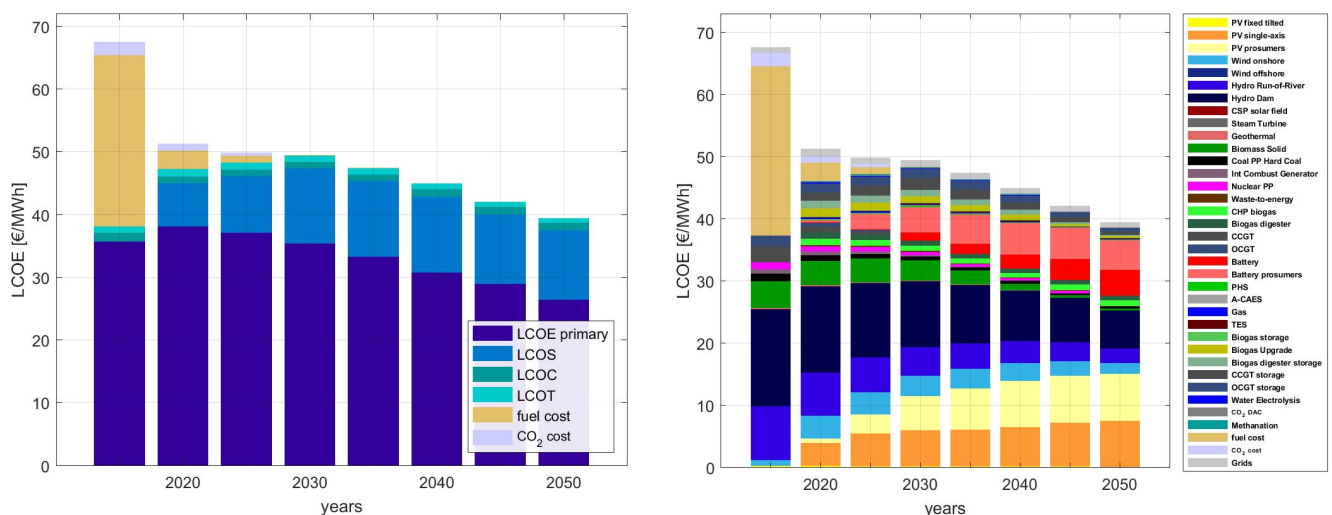 70
60
50
40
30
20
10
0
LCOE [€/MWh]
2020
2030
2040
2050
years
LCOE primary
LCOS
LCOC
LCOT
fuel cost
CO2 cost
70
60
50
40
30
20
10
0
LCOE [€/MWh]
2020
2030
2040
2050
years
PV fixed tilted
PV single-axis
PV prosumers
Wind onshore
Wind offshore
Hydro Run-of-River
Hydro Dam
CSP solar field
Steam Turbine
Geothermal
Biomass Solid
Coal PP Hard Coal
Int Combust Generator
Nuclear PP
Waste-to-energy
CHP biogas
Biogas digester
CCGT
OCGT
Battery
Battery prosumers
PHS
A-CAES
Gas
TES
Biogas storage
Biogas Upgrade
Biogas digester storage
CCGT storage
OCGT storage
Water Electrolysis
CO2 DAC
Methanation
fuel cost
CO2 cost
Grids